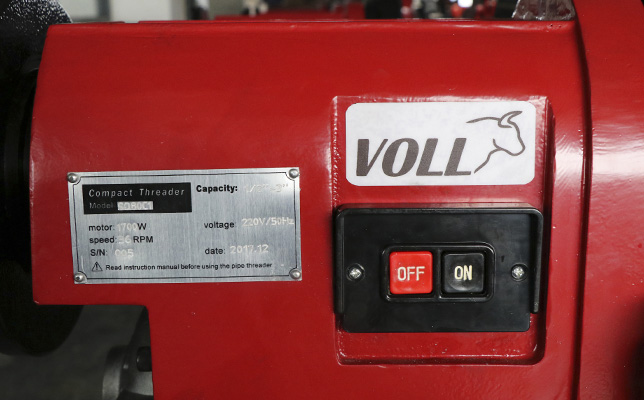 VOLL
Compact Threader
Capacity:
Model:
motor: 1700W
voltage: 220V/50Hz
speed: RPM
S/N:
date: 2017.12
Read instruction manual before using the pipe threader
OFF ON